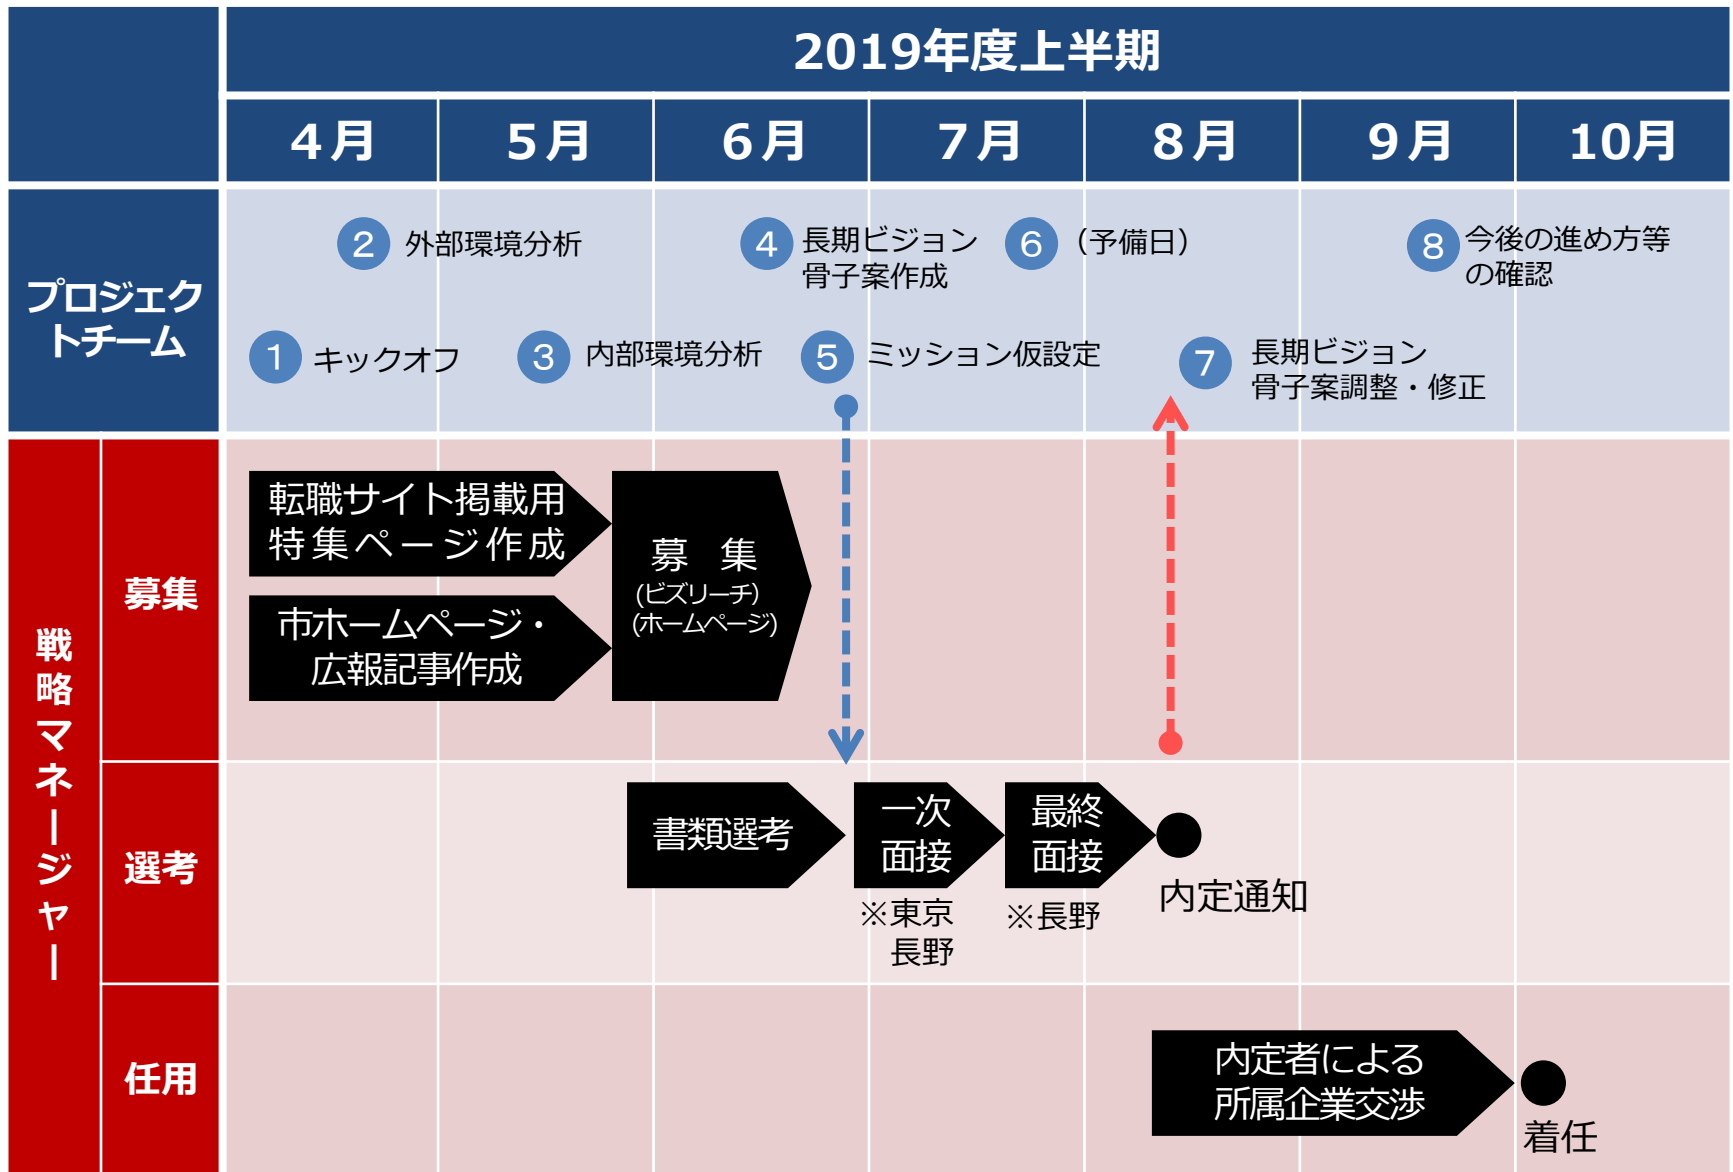 2019年度上半期
4月
5月
6月
7月
8月
9月
10月
プロジェク
トチーム
② 外部環境分析
④ 長期ビジョン
骨子案作成
⑥ （予備日）
⑧ 今後の進め方等
の確認
① キックオフ
③ 内部環境分析
⑤ ミッション仮設定
⑦ 長期ビジョン
骨子案調整・修正
戦略マネージャー
募集
転職サイト掲載用
特集ページ作成
市ホームページ・
広報記事作成
募　集
(ビズリーチ)
(ホームページ)
選考
書類選考
一次
面接
※東京
長野
最終
面接
※長野
内定通知
任用
内定者による
所属企業交渉
着任